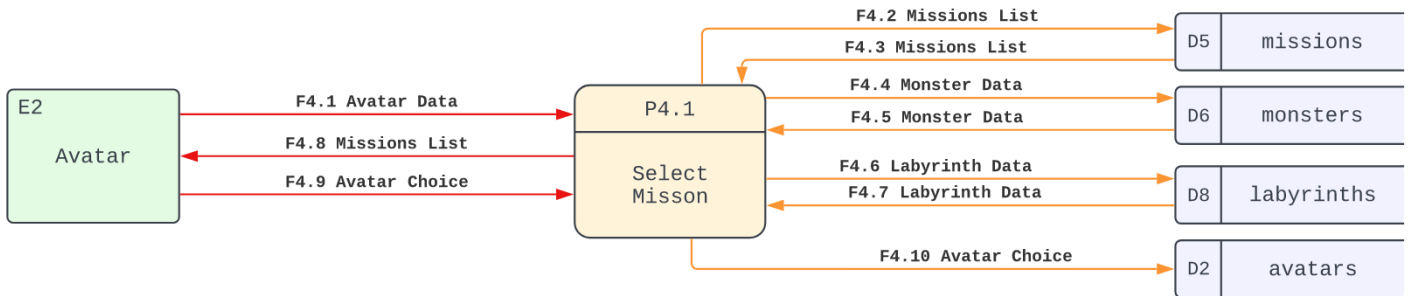 F4.2 Missions List
D5 missions
F4.3 Missions List
F4.4 Monster Data
E2
F4.1 Avatar Data
P4.1
D6 monsters
F4.5 Monster Data
Avatar
F4.8 Missions List
F4.6 Labyrinth Data
Select
Misson
F4.9 Avatar Choice
F4.7 Labyrinth Data
D8 labyrinths
F4.10 Avatar Choice
D2 avatars